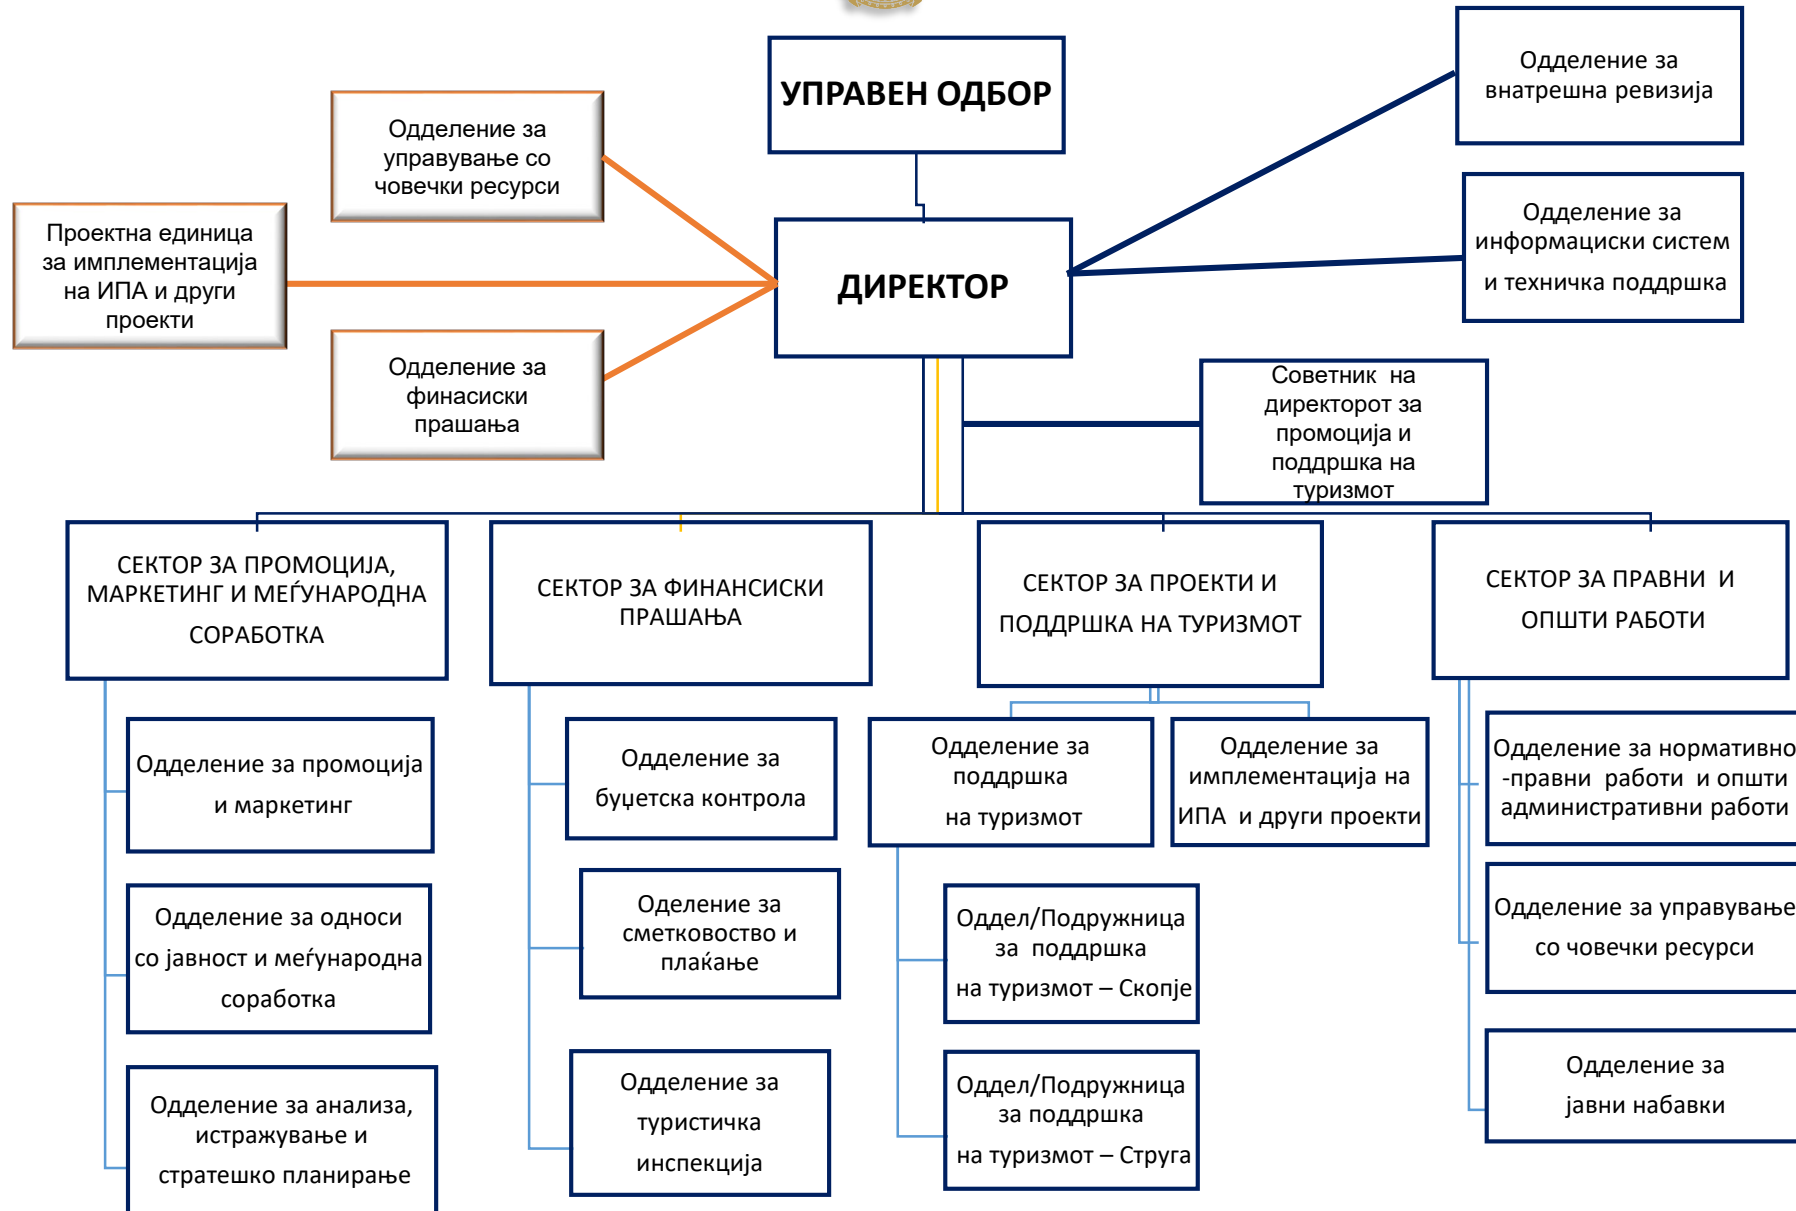 УПРАВЕН ОДБОР
Одделение за
внатрешна ревизија
Одделение за
управување со
човечки ресурси
Одделение за
информациски систем
и техничка поддршка
Проектна единица
за имплементација
на ИПА и други
проекти
ДИРЕКТОР
Одделение за
финасиски
прашања
Советник на
директорот за
промоција и
поддршка на
туризмот
СЕКТОР ЗА ПРОМОЦИЈА,
МАРКЕТИНГ И МЕЃУНАРОДНА
СОРАБОТКА
СЕКТОР ЗА ФИНАНСИСКИ
ПРАШАЊА
СЕКТОР ЗА ПРОЕКТИ И
ПОДДРШКА НА ТУРИЗМОТ
СЕКТОР ЗА ПРАВНИ И
ОПШТИ РАБОТИ
Одделение за промоција
и маркетинг
Одделение за односи
со јавност и меѓународна
соработка
Одделение за анализа,
истражување и
стратешко планирање
Одделение за
буџетска контрола
Оделение за
сметковоство и
плаќање
Одделение за
туристичка
инспекција
Одделение за
поддршка
на туризмот
Одделение за
имплементација на
ИПА и други проекти
Оддел/Подружница
за поддршка
на туризмот – Скопје
Оддел/Подружница
за поддршка
на туризмот – Струга
Одделение за нормативно
-правни работи и општи
административни работи
Одделение за управување
со човечки ресурси
Одделение за
јавни набавки